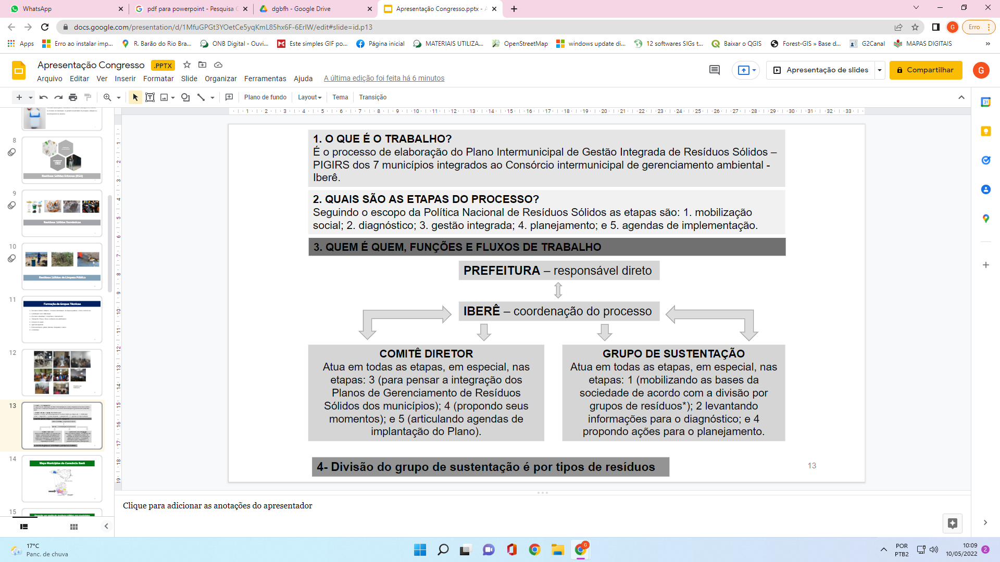 WhatsApp
pdf para powerpoint - Pesquisa G
dgbfh - Google Drive
Apresentação Congresso.pptx - A
docs.google.com/presentation/d/1MfuGPGt3YOetCe5yqKmL85hx6F-6ErIW/edit#slide=id.p13
G
Erro
Apps
Erro ao instalar imp...
R. Barão do Rio Bra...
ONB Digital - Ouvi...
Este simples GIF po...
Página inicial
MATERIAIS UTILIZA...
OpenStreetMap
windows update di...
12 softwares SIGs t...
Baixar o QGIS
Forest-GIS » Base d...
G2Canal
MAPAS DIGITAIS
»
Apresentação Congresso .PPTX
Arquivo Editar Ver Inserir Formatar Slide Organizar Ferramentas Ajuda
A última edição foi feita há 6 minutos
Apresentação de slides
Compartilhar
G
Plano de fundo Layout Tema Transição
1 2 3 4 5 6 7 8 9 10 11 12 13 14 15 16 17 18 19 20 21 22 23 24 25 26 27 28 29 30 31 32 33
1 2 3 4 5 6 7 8 9 10 11 12 13 14 15 16 17 18 19
8
Resíduos Sólidos Urbanos (RSU)
9
Resíduos Sólidos Domésticos
10
Resíduos Sólidos de Limpeza Pública
11
Formação de Grupos Técnicos
12
13
14
Mapa Municípios do Consórcio Iberê
15
1. O QUE É O TRABALHO?
É o processo de elaboração do Plano Intermunicipal de Gestão Integrada de Resíduos Sólidos –
PIGIRS dos 7 municípios integrados ao Consórcio intermunicipal de gerenciamento ambiental -
Iberê.
2. QUAIS SÃO AS ETAPAS DO PROCESSO?
Seguindo o escopo da Política Nacional de Resíduos Sólidos as etapas são: 1. mobilização
social; 2. diagnóstico; 3. gestão integrada; 4. planejamento; e 5. agendas de implementação.
3. QUEM É QUEM, FUNÇÕES E FLUXOS DE TRABALHO
PREFEITURA – responsável direto
IBERÊ – coordenação do processo
COMITÊ DIRETOR
Atua em todas as etapas, em especial, nas
etapas: 3 (para pensar a integração dos
Planos de Gerenciamento de Resíduos
Sólidos dos municípios); 4 (propondo seus
momentos); e 5 (articulando agendas de
implantação do Plano).
GRUPO DE SUSTENTAÇÃO
Atua em todas as etapas, em especial, nas
etapas: 1 (mobilizando as bases da
sociedade de acordo com a divisão por
grupos de resíduos*); 2 levantando
informações para o diagnóstico; e 4
propondo ações para o planejamento.
4- Divisão do grupo de sustentação é por tipos de resíduos
13
Clique para adicionar as anotações do apresentador
17°C
Panc. de chuva
G
POR
PTB2
10:09
10/05/2022
2